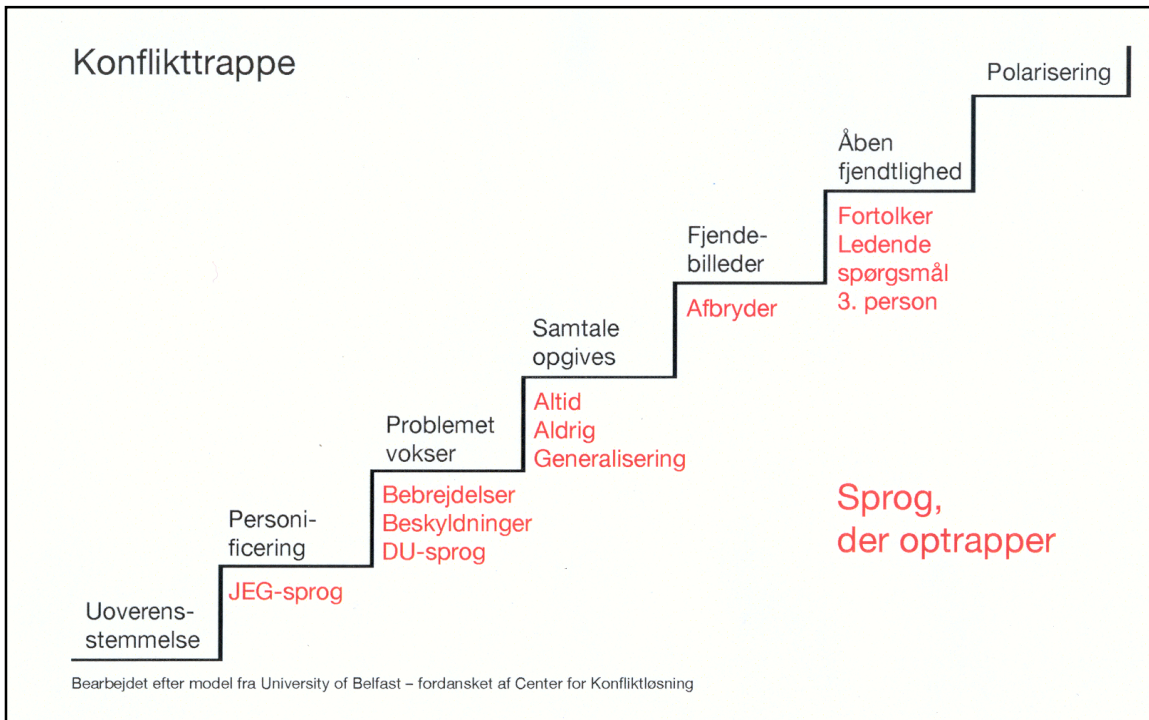 Konflikttrappe
Polarisering
Åben
fjendtlighed
Fortolker
Ledende
spørgsmål
3. person
Fjende-
billeder
Afbryder
Samtale
opgives
Altid
Aldrig
Generalisering
Problemet
vokser
Bebrejdelser
Beskyldninger
DU-sprog
Personi-
ficering
JEG-sprog
Uoverens-
stemmelse
Sprog,
der optrapper
Bearbejdet efter model fra University of Belfast – fordansket af Center for Konfliktløsning